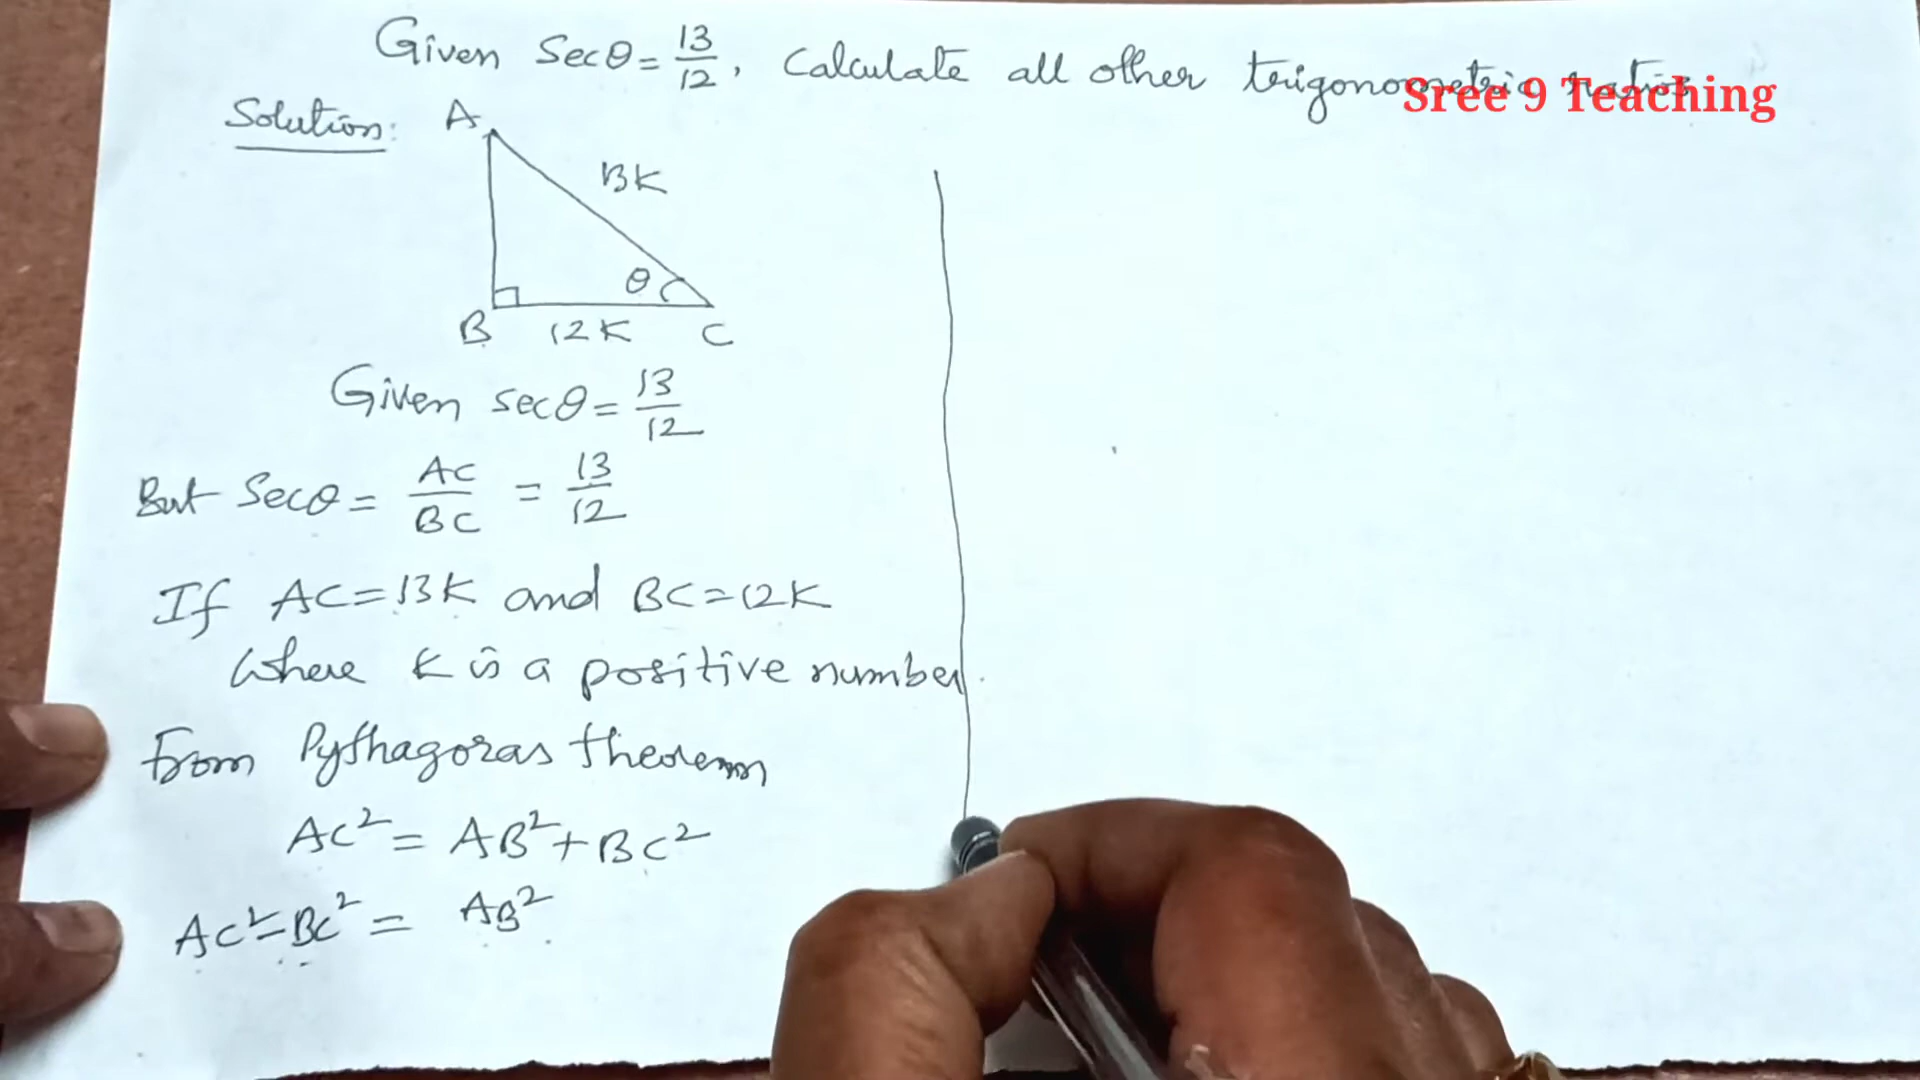 Given Secθ = 13/12, Calculate all other trigonometric ratios
Sree 9 Teaching
Solution:
A
13K
θ
B 12K C
Given secθ = 13/12
But Secθ = AC/BC = 13/12
If AC = 13K and BC = 12K
Where K is a positive number.
From Pythagoras theorem
AC² = AB² + BC²
AC² - BC² = AB²